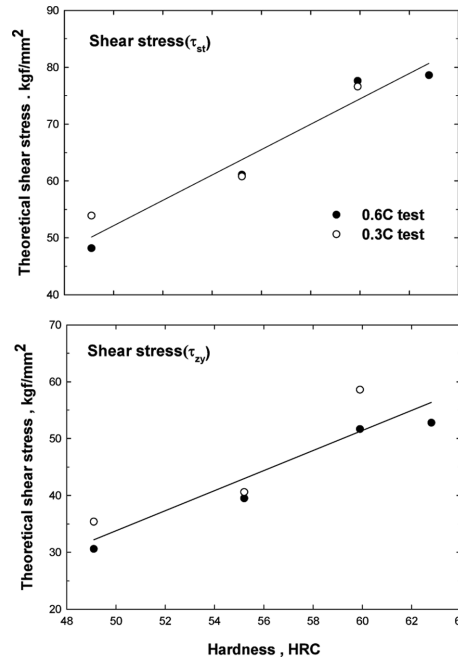 Shear stress(τst)
90
80
70
60
50
40
Theoretical shear stress . kgf/mm²
0.6C test
0.3C test
Shear stress(τzy)
70
60
50
40
30
20
Theoretical shear stress , kgf/mm²
48 50 52 54 56 58 60 62 64
Hardness , HRC